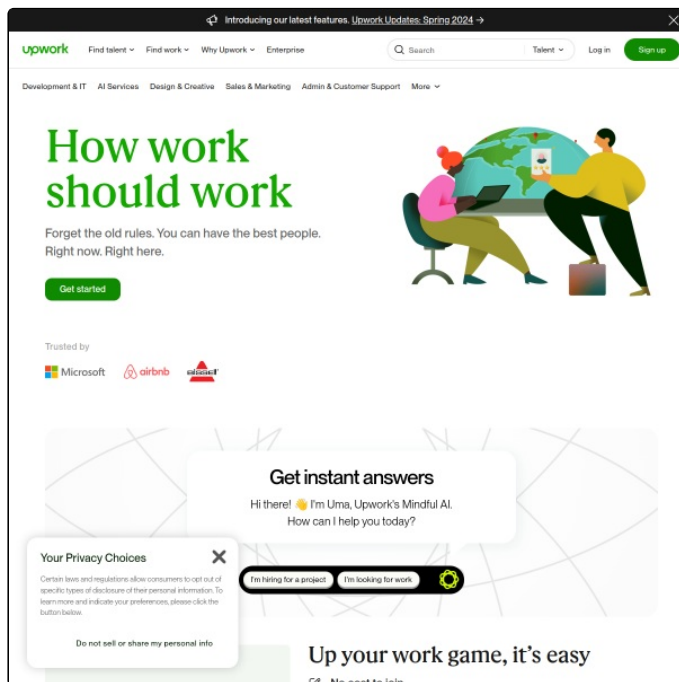 Introducing our latest features. Upwork Updates: Spring 2024 →
upwork Find talent Find work Why Upwork Enterprise Search Talent Log in Sign up
Development & IT AI Services Design & Creative Sales & Marketing Admin & Customer Support More
How work
should work
Forget the old rules. You can have the best people.
Right now. Right here.
Get started
Trusted by
Microsoft airbnb BISSELL
Get instant answers
Hi there! 👋 I'm Uma, Upwork's Mindful AI.
How can I help you today?
I'm hiring for a project I'm looking for work
Your Privacy Choices
Certain laws and regulations allow consumers to opt out of
specific types of disclosure of their personal information. To
learn more and indicate your preferences, please click the
button below.
Do not sell or share my personal info
Up your work game, it's easy
No cost to join